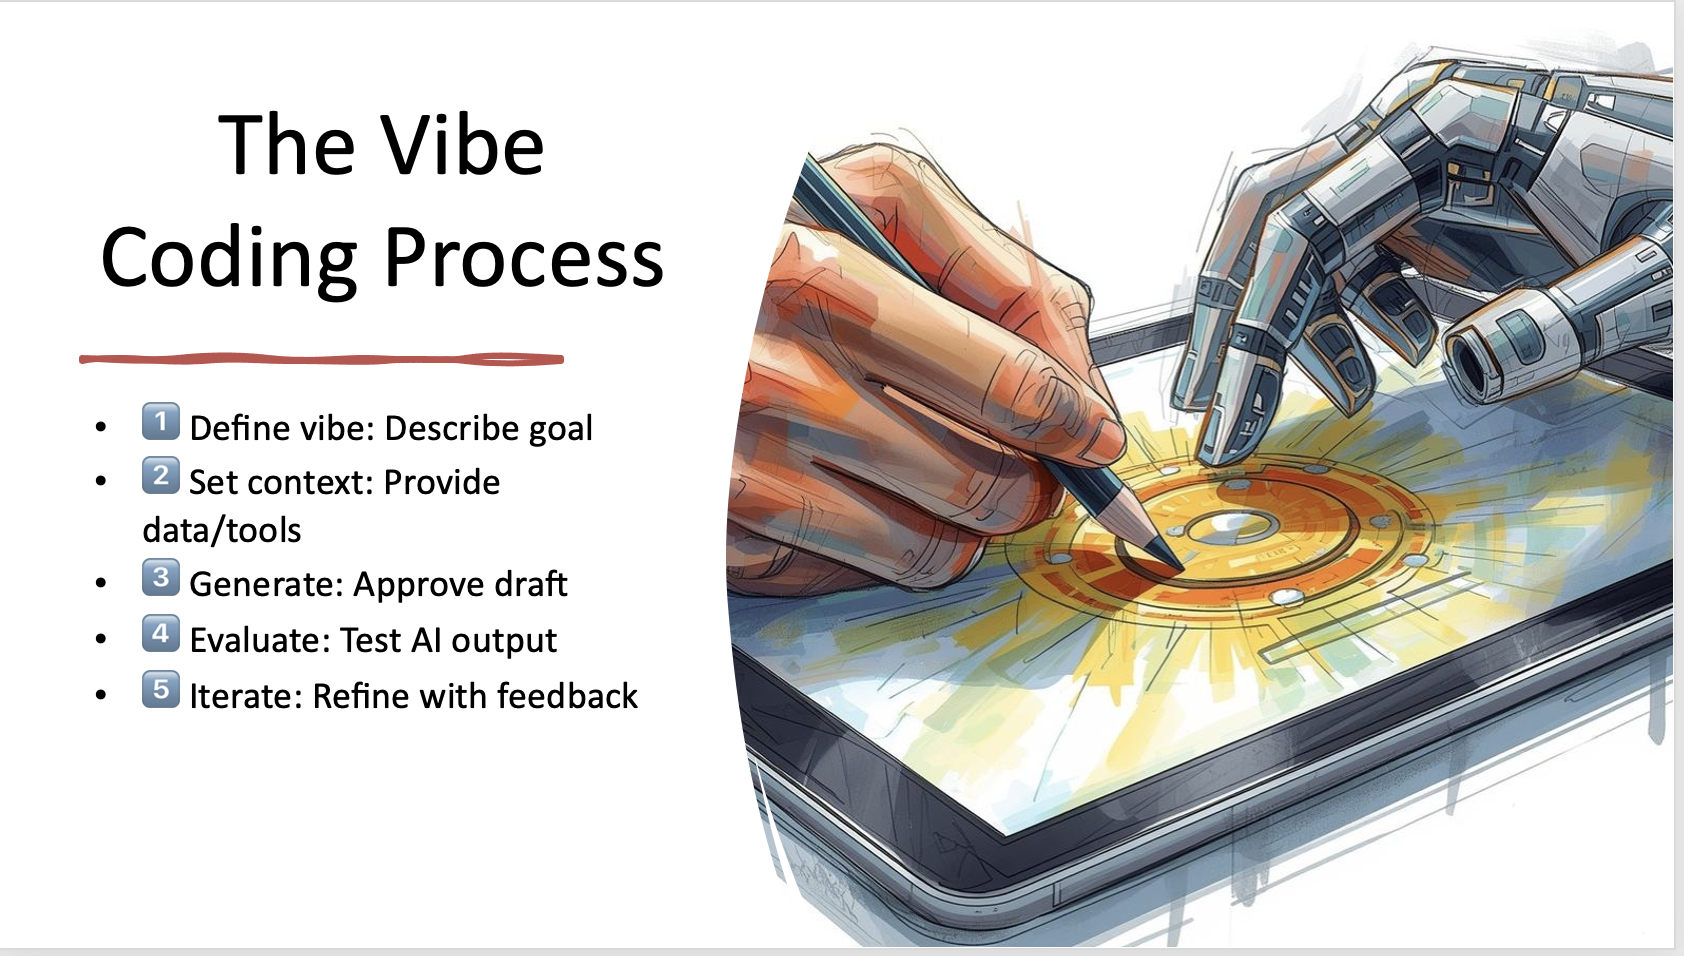 The Vibe
Coding Process
• 1️⃣ Define vibe: Describe goal
• 2️⃣ Set context: Provide
data/tools
• 3️⃣ Generate: Approve draft
• 4️⃣ Evaluate: Test AI output
• 5️⃣ Iterate: Refine with feedback